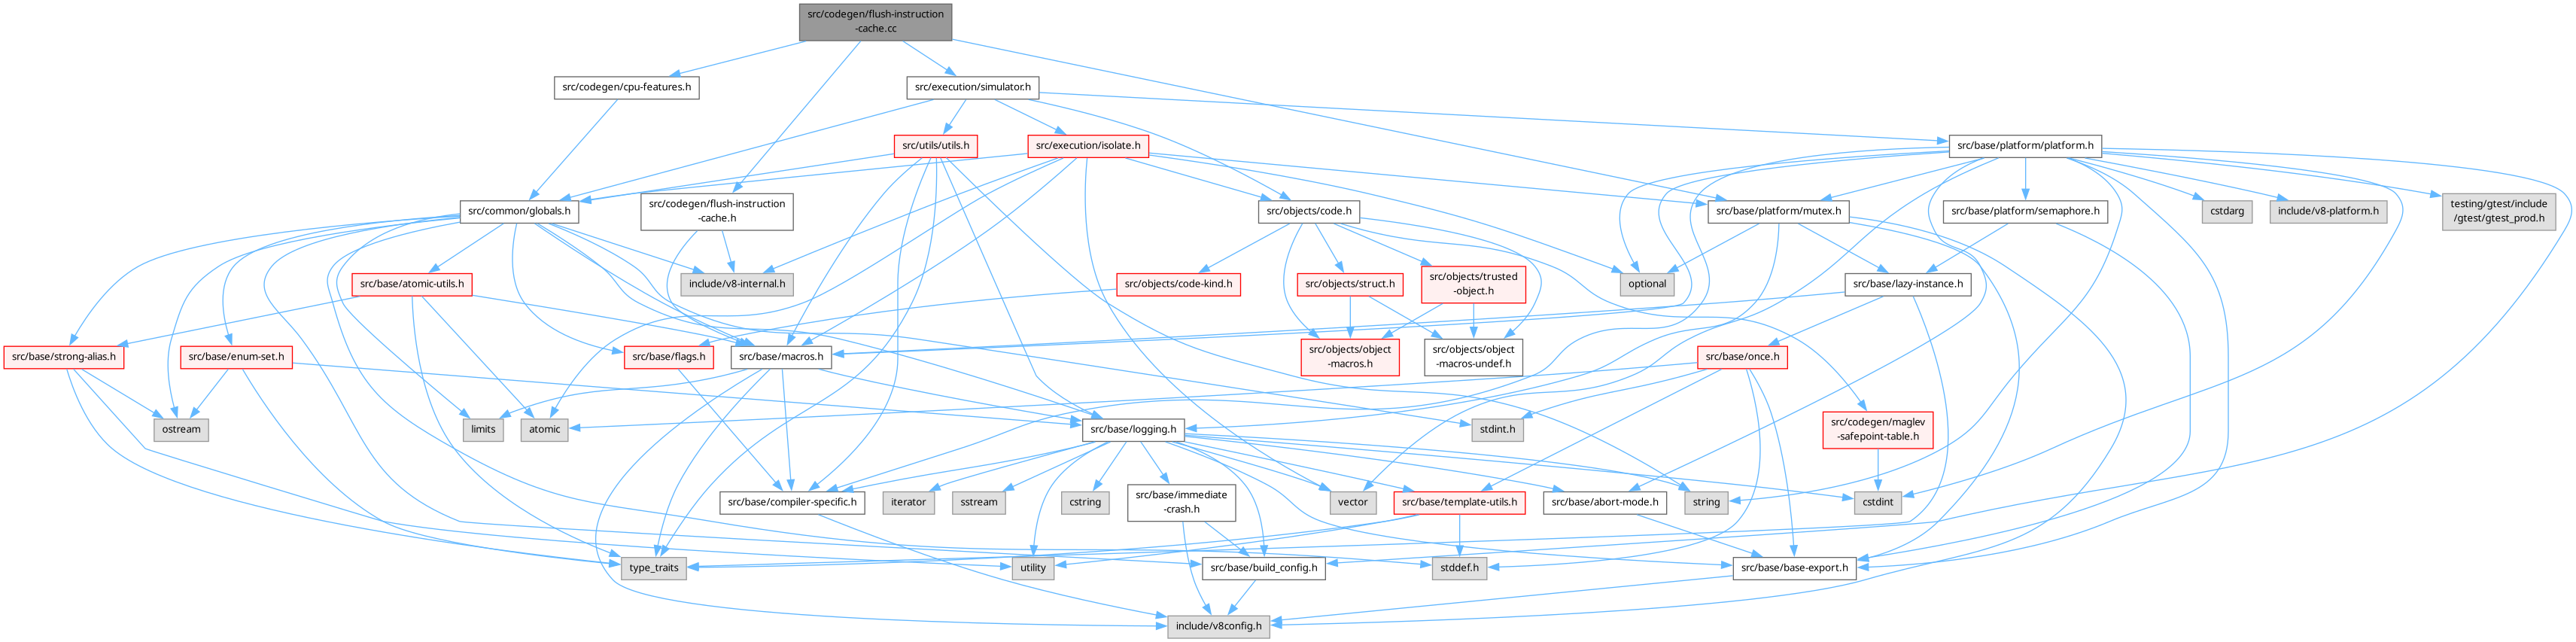 src/codegen/flush-instruction
-cache.cc
src/codegen/cpu-features.h
src/execution/simulator.h
src/utils/utils.h
src/execution/isolate.h
src/base/platform/platform.h
src/common/globals.h
src/codegen/flush-instruction
-cache.h
src/objects/code.h
src/base/platform/mutex.h
src/base/platform/semaphore.h
cstdarg
include/v8-platform.h
testing/gtest/include
/gtest/gtest_prod.h
src/base/atomic-utils.h
include/v8-internal.h
src/objects/code-kind.h
src/objects/struct.h
src/objects/trusted
-object.h
optional
src/base/lazy-instance.h
src/base/strong-alias.h
src/base/enum-set.h
src/base/flags.h
src/base/macros.h
src/objects/object
-macros.h
src/objects/object
-macros-undef.h
src/base/once.h
ostream
limits
atomic
src/base/logging.h
stdint.h
src/codegen/maglev
-safepoint-table.h
src/base/compiler-specific.h
iterator
sstream
cstring
src/base/immediate
-crash.h
vector
src/base/template-utils.h
src/base/abort-mode.h
string
cstdint
type_traits
utility
src/base/build_config.h
stddef.h
src/base/base-export.h
include/v8config.h